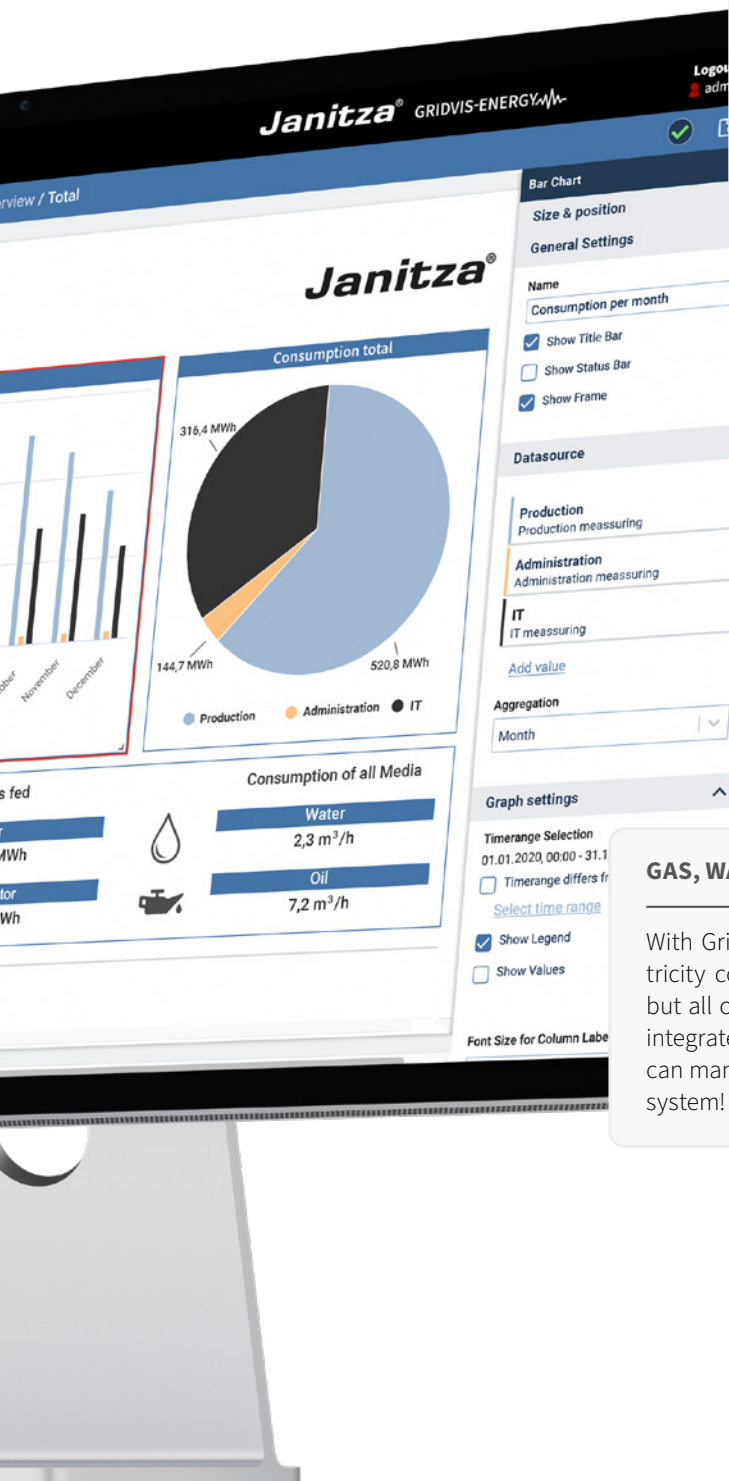 Janitza® GRIDVIS-ENERGY
Logou
adm
rview / Total
Janitza®
Consumption total
316,4 MWh
144,7 MWh
520,8 MWh
Production
Administration
IT
ober
November
December
s fed
MWh
tor
Wh
Consumption of all Media
Water
2,3 m³/h
Oil
7,2 m³/h
Bar Chart
Size & position
General Settings
Name
Consumption per month
Show Title Bar
Show Status Bar
Show Frame
Datasource
Production
Production meassuring
Administration
Administration meassuring
IT
IT meassuring
Add value
Aggregation
Month
Graph settings
Timerange Selection
01.01.2020, 00:00 - 31.1
Timerange differs fr
Select time range
Show Legend
Show Values
Font Size for Column Labe
GAS, WA
With Gri
tricity co
but all o
integrate
can man
system!